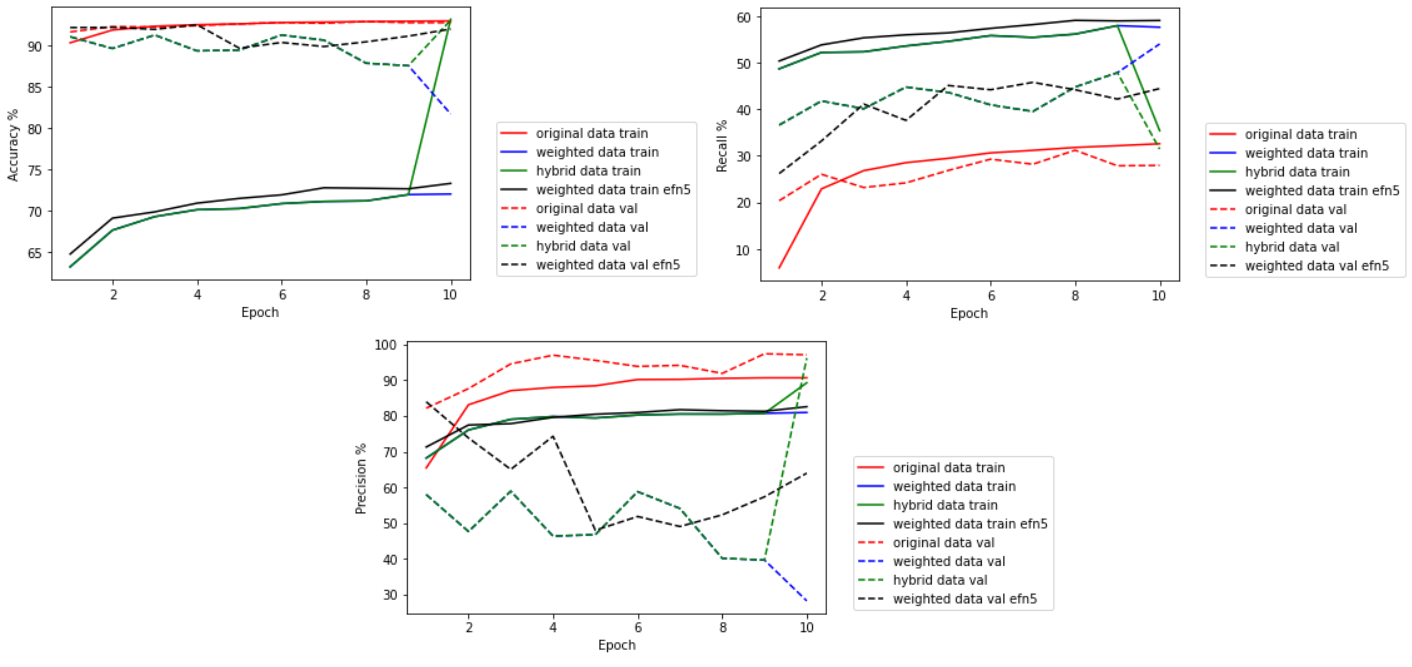 Accuracy %
90
85
80
75
70
65
2 4 6 8 10
Epoch
original data train
weighted data train
hybrid data train
weighted data train efn5
original data val
weighted data val
hybrid data val
weighted data val efn5
Recall %
60
50
40
30
20
10
2 4 6 8 10
Epoch
original data train
weighted data train
hybrid data train
weighted data train efn5
original data val
weighted data val
hybrid data val
weighted data val efn5
Precision %
100
90
80
70
60
50
40
30
2 4 6 8 10
Epoch
original data train
weighted data train
hybrid data train
weighted data train efn5
original data val
weighted data val
hybrid data val
weighted data val efn5